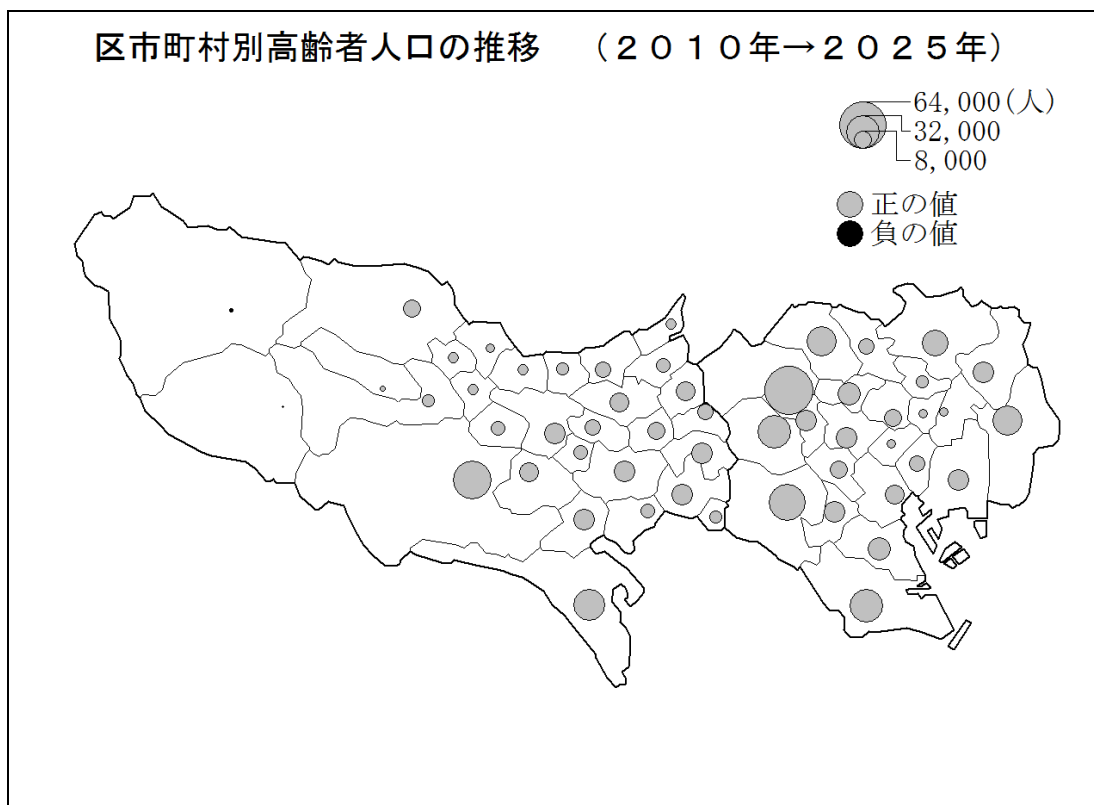 区市町村別高齢者人口の推移　（２０１０年→２０２５年）
64,000(人)
32,000
8,000
正の値
負の値